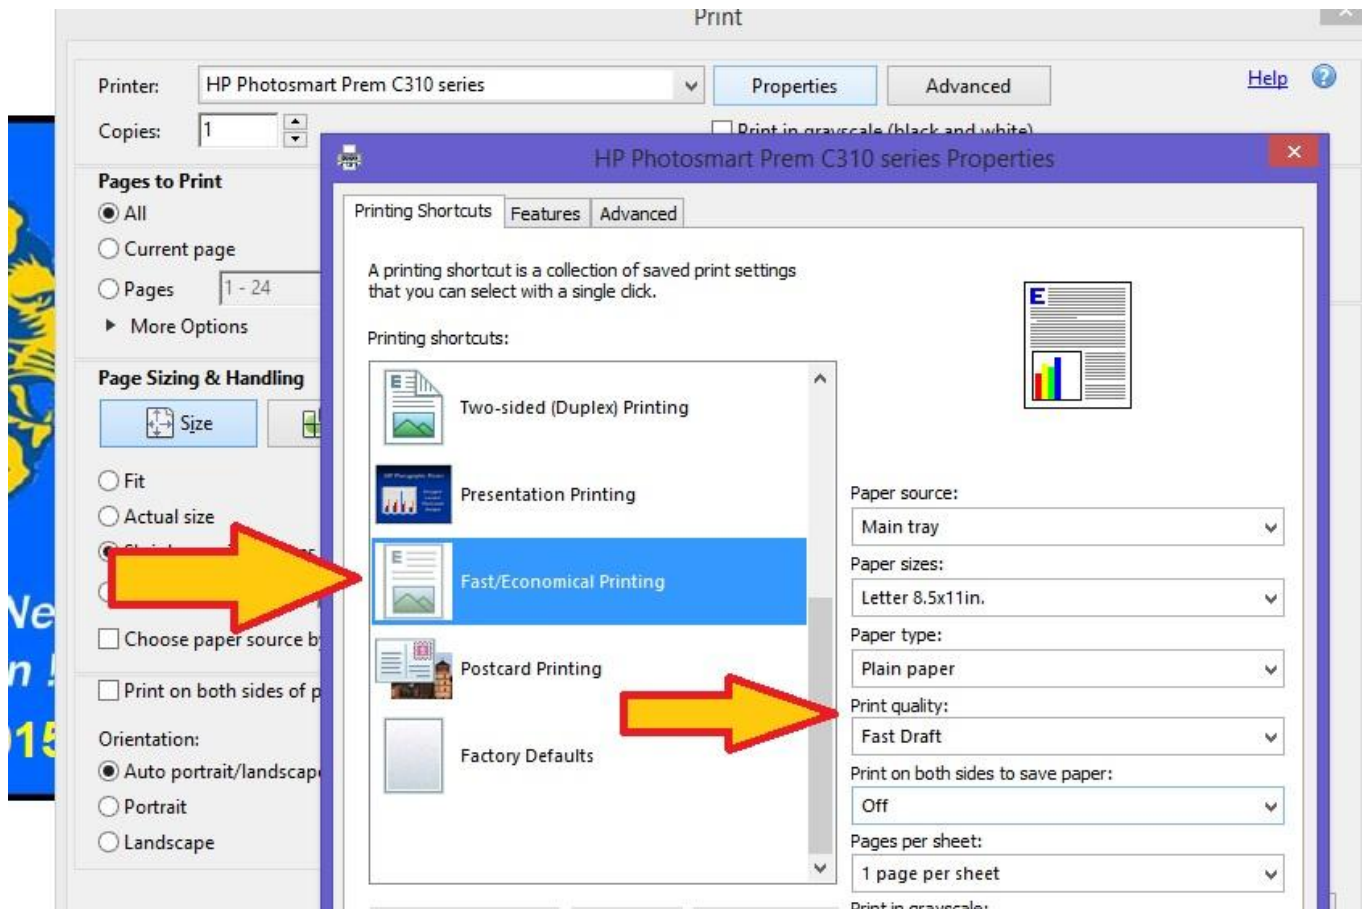 Print
Printer: HP Photosmart Prem C310 series Properties Advanced Help
Copies: 1 Print in grayscale (black and white)
HP Photosmart Prem C310 series Properties
Pages to Print
All
Current page
Pages 1 - 24
More Options
Page Sizing & Handling
Size
Fit
Actual size
Choose paper source b
Print on both sides of p
Orientation:
Auto portrait/landscape
Portrait
Landscape
Ne
n !
015
Printing Shortcuts Features Advanced
A printing shortcut is a collection of saved print settings
that you can select with a single click.
E
Printing shortcuts:
Two-sided (Duplex) Printing
Presentation Printing
Fast/Economical Printing
Postcard Printing
Factory Defaults
Paper source:
Main tray
Paper sizes:
Letter 8.5x11in.
Paper type:
Plain paper
Print quality:
Fast Draft
Print on both sides to save paper:
Off
Pages per sheet:
1 page per sheet
Print in grayscale: